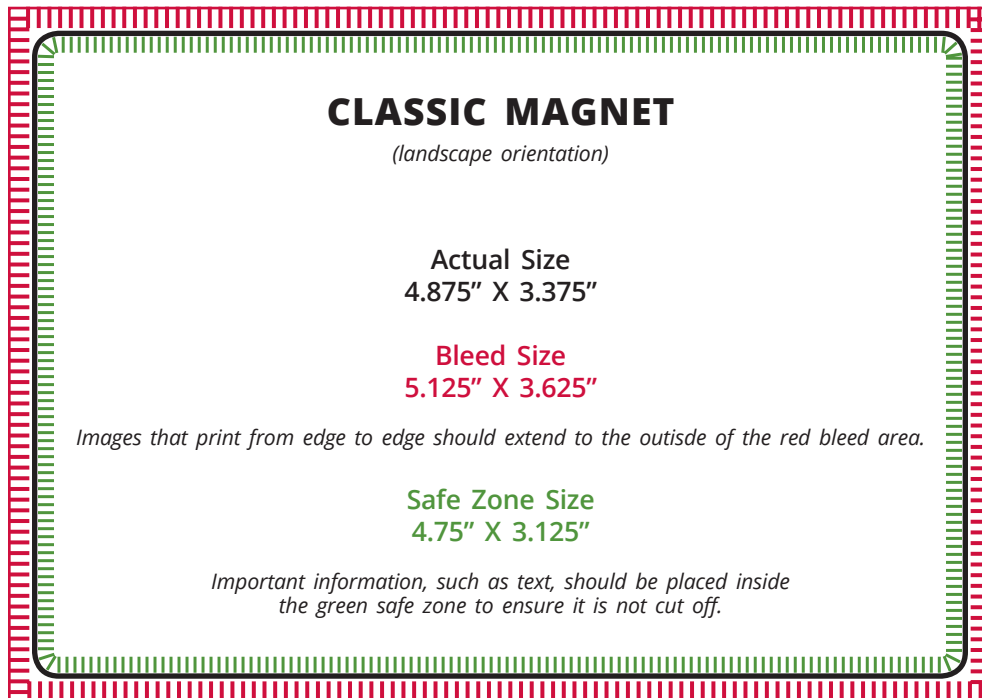 CLASSIC MAGNET
(landscape orientation)
Actual Size
4.875” X 3.375”
Bleed Size
5.125” X 3.625”
Images that print from edge to edge should extend to the outisde of the red bleed area.
Safe Zone Size
4.75” X 3.125”
Important information, such as text, should be placed inside
the green safe zone to ensure it is not cut off.